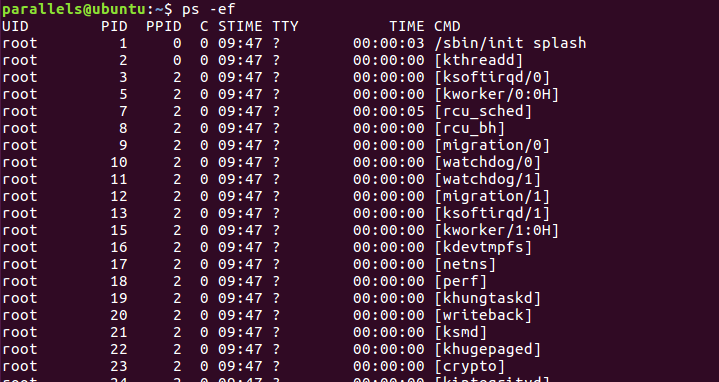 parallels@ubuntu:~$ ps -ef
UID        PID  PPID  C STIME TTY          TIME CMD
root         1     0  0 09:47 ?        00:00:03 /sbin/init splash
root         2     0  0 09:47 ?        00:00:00 [kthreadd]
root         3     2  0 09:47 ?        00:00:00 [ksoftirqd/0]
root         5     2  0 09:47 ?        00:00:00 [kworker/0:0H]
root         7     2  0 09:47 ?        00:00:05 [rcu_sched]
root         8     2  0 09:47 ?        00:00:00 [rcu_bh]
root         9     2  0 09:47 ?        00:00:00 [migration/0]
root        10     2  0 09:47 ?        00:00:00 [watchdog/0]
root        11     2  0 09:47 ?        00:00:00 [watchdog/1]
root        12     2  0 09:47 ?        00:00:00 [migration/1]
root        13     2  0 09:47 ?        00:00:00 [ksoftirqd/1]
root        15     2  0 09:47 ?        00:00:00 [kworker/1:0H]
root        16     2  0 09:47 ?        00:00:00 [kdevtmpfs]
root        17     2  0 09:47 ?        00:00:00 [netns]
root        18     2  0 09:47 ?        00:00:00 [perf]
root        19     2  0 09:47 ?        00:00:00 [khungtaskd]
root        20     2  0 09:47 ?        00:00:00 [writeback]
root        21     2  0 09:47 ?        00:00:00 [ksmd]
root        22     2  0 09:47 ?        00:00:00 [khugepaged]
root        23     2  0 09:47 ?        00:00:00 [crypto]
root        24     2  0 09:47 ?        00:00:00 [kintegrityd]